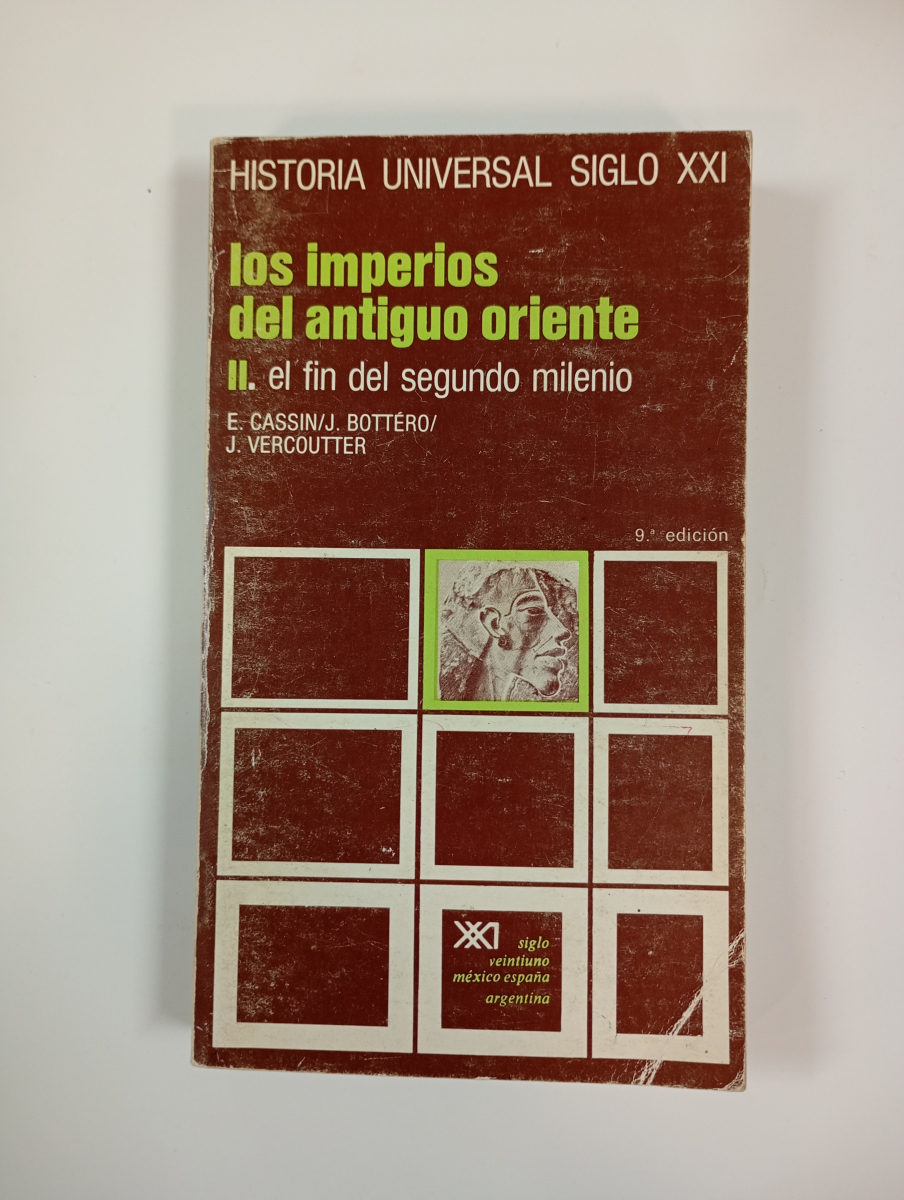 HISTORIA UNIVERSAL SIGLO XXI
los imperios
del antiguo oriente
II. el fin del segundo milenio
E. CASSIN/J. BOTTÉRO/
J. VERCOUTTER
9.ª edición
XXI
siglo
veintiuno
méxico españa
argentina